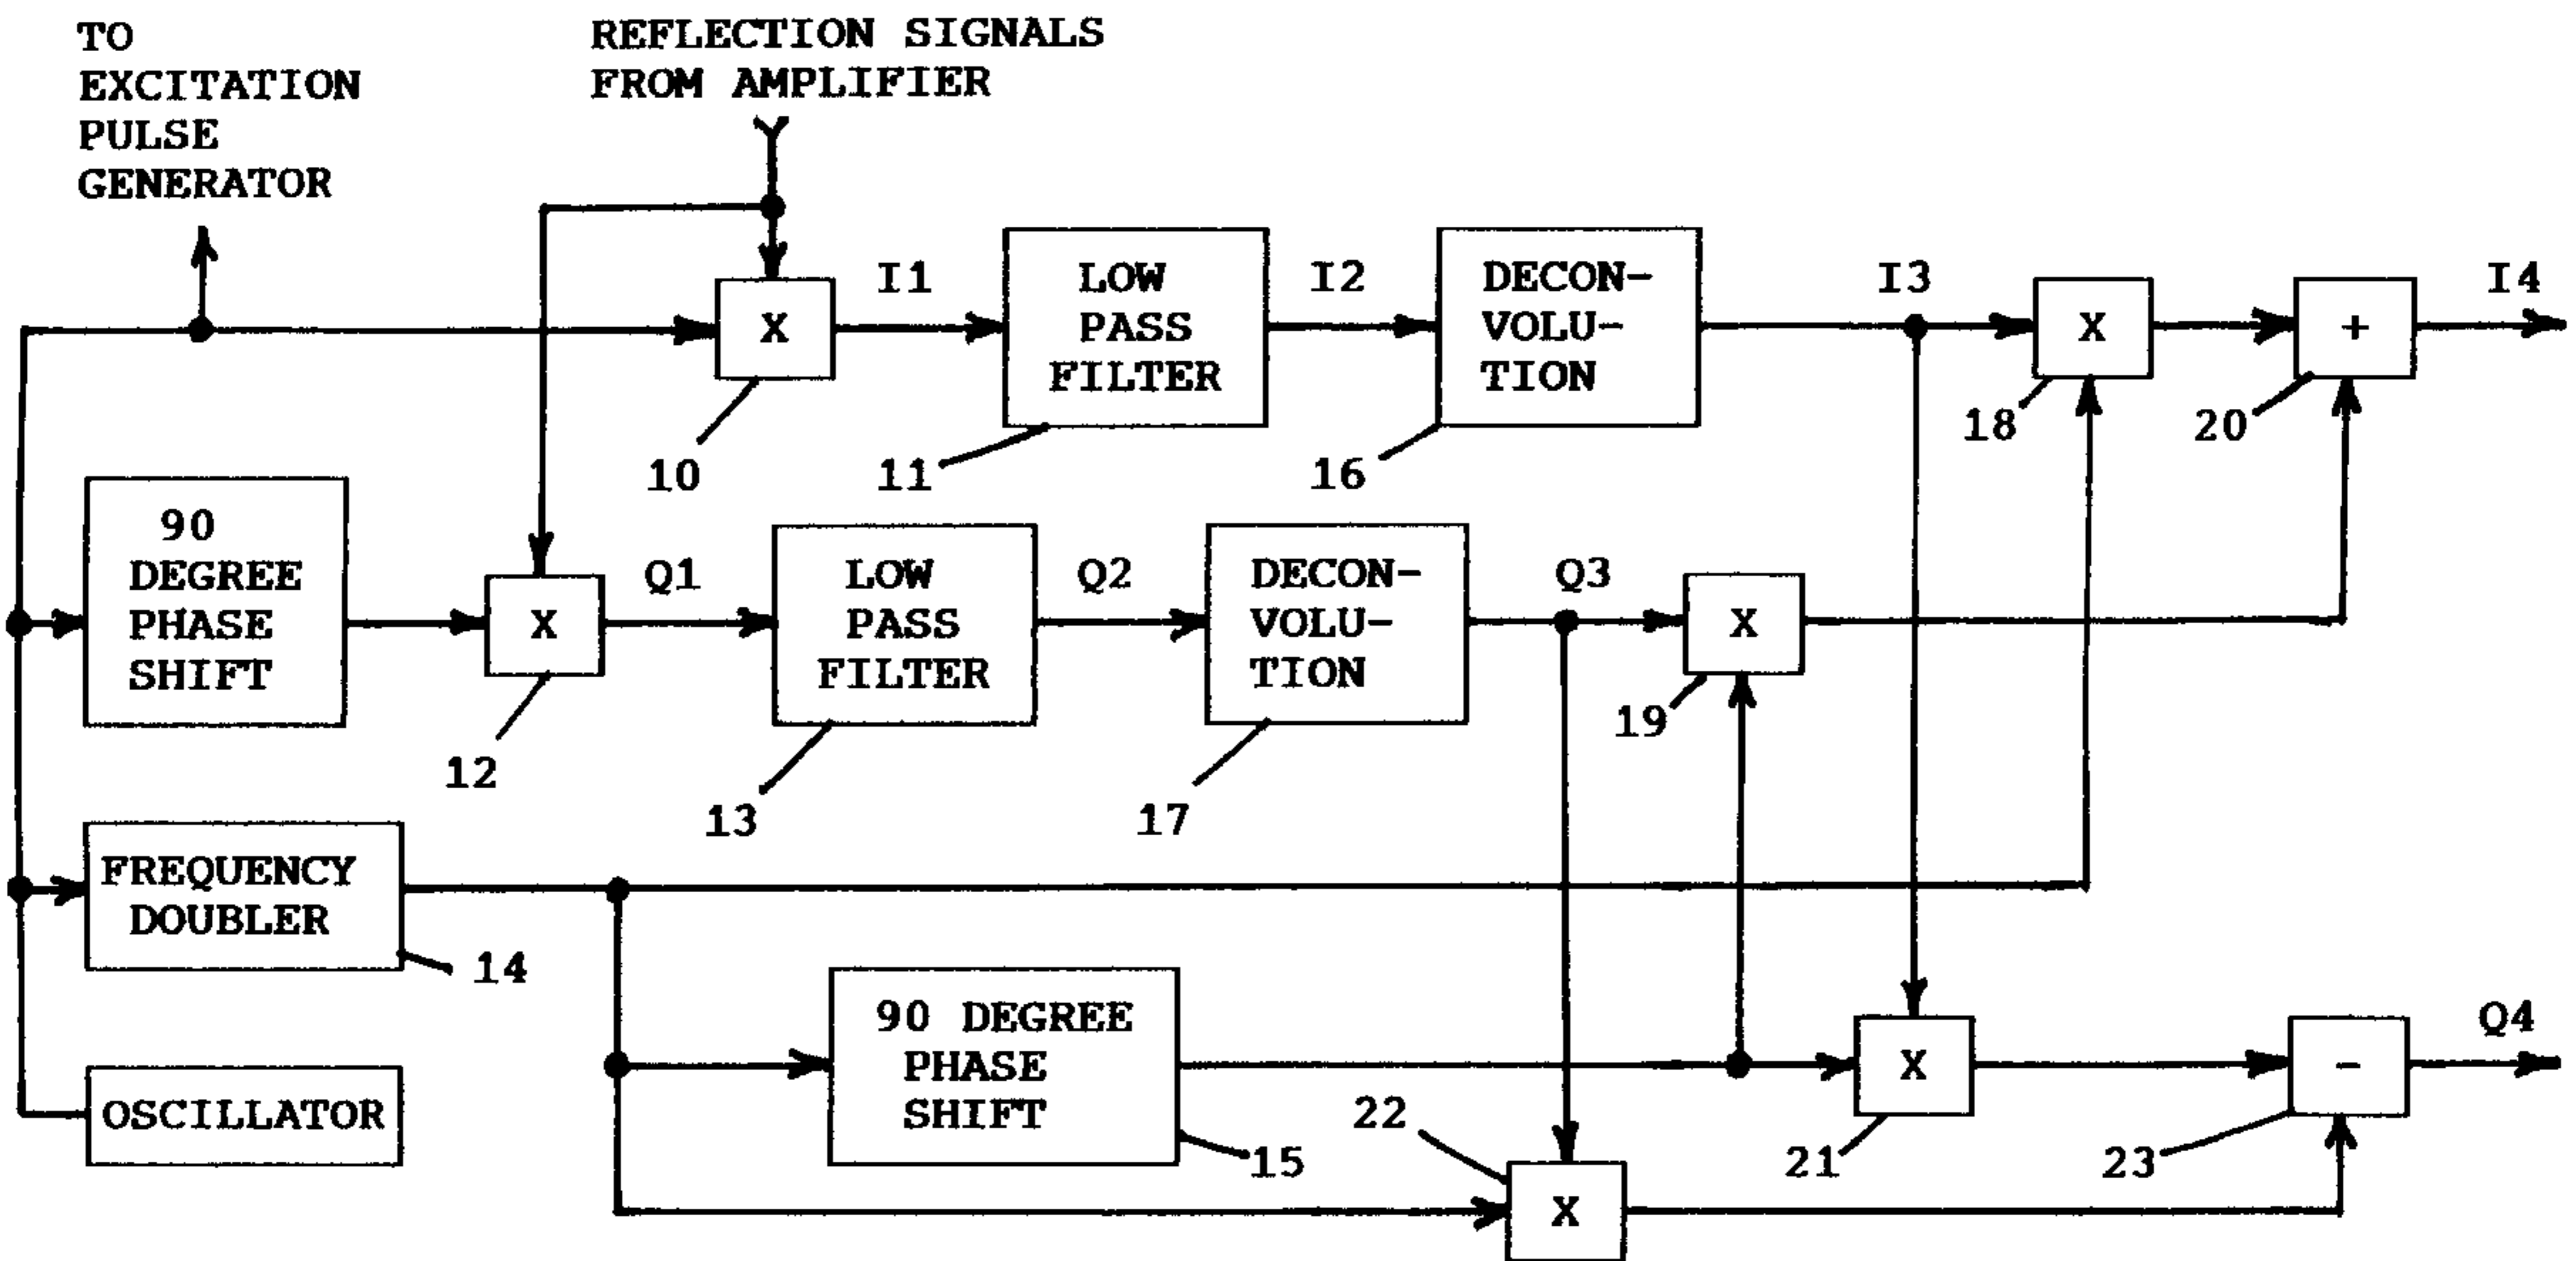 TO
EXCITATION
PULSE
GENERATOR
REFLECTION SIGNALS
FROM AMPLIFIER
X
10
I1
LOW
PASS
FILTER
11
I2
DECON-
VOLU-
TION
16
I3
X
18
+
20
I4
90
DEGREE
PHASE
SHIFT
X
12
Q1
LOW
PASS
FILTER
13
Q2
DECON-
VOLU-
TION
17
Q3
X
19
FREQUENCY
DOUBLER
14
90 DEGREE
PHASE
SHIFT
15
X
22
X
21
-
23
Q4
OSCILLATOR